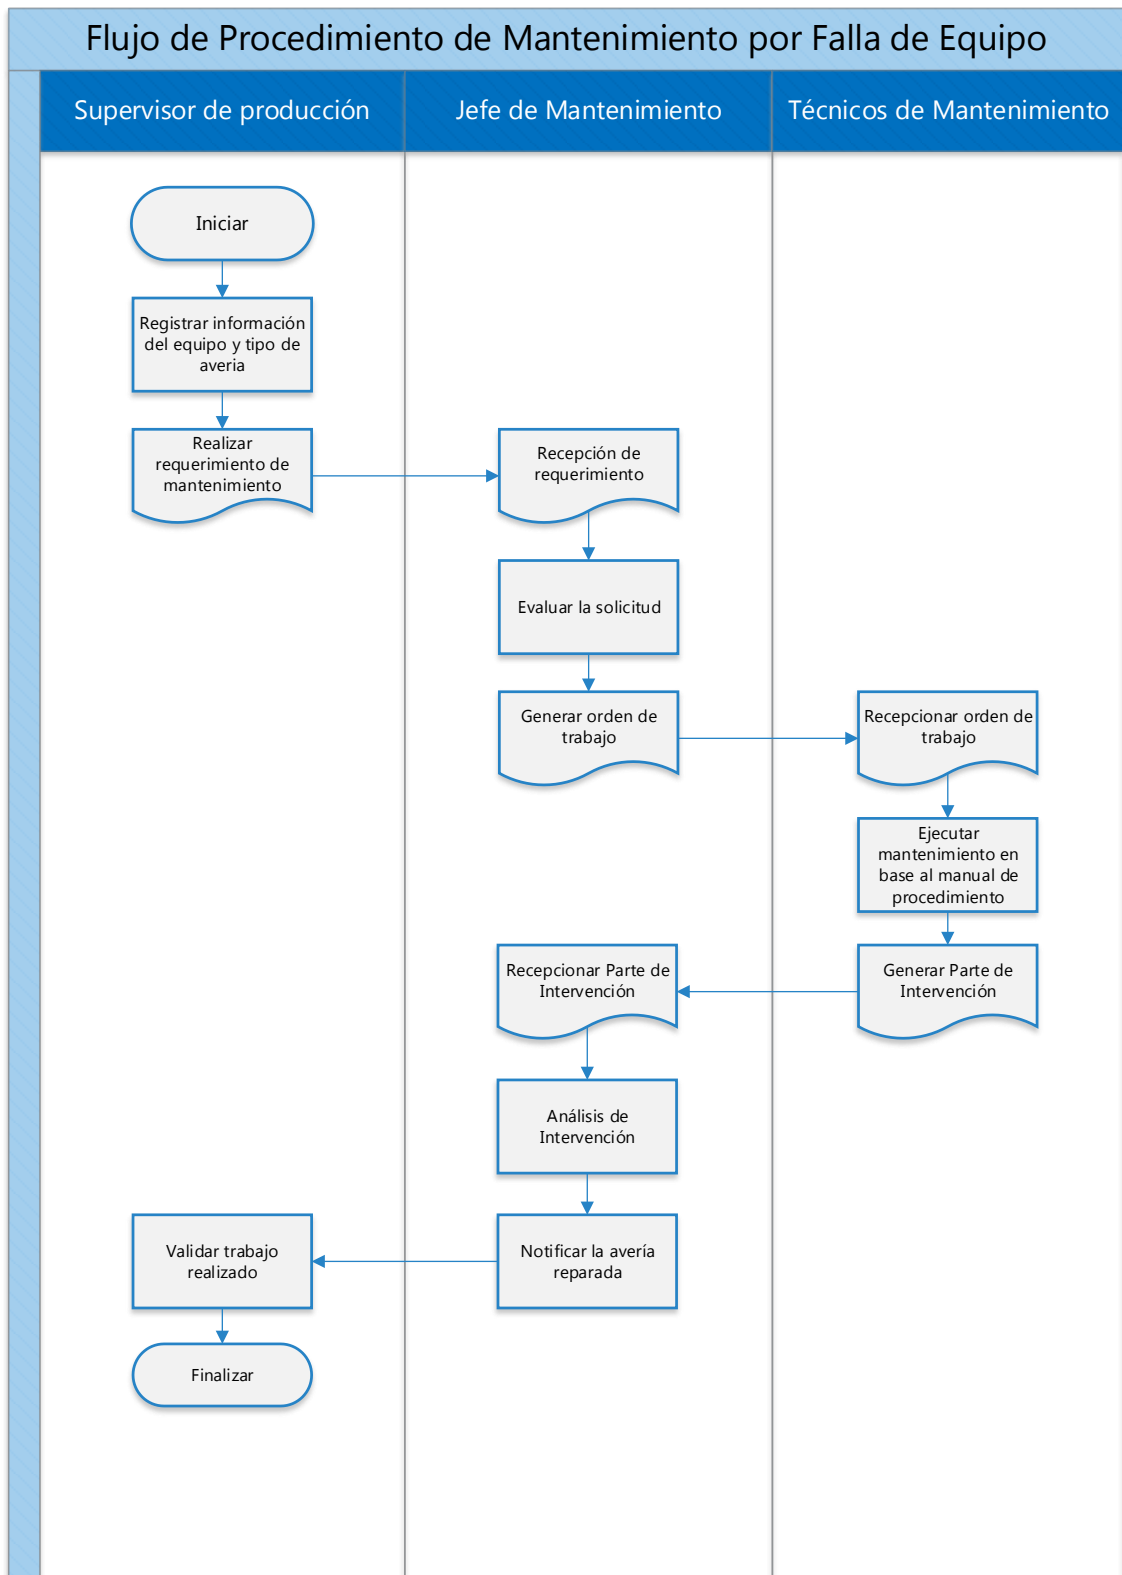 Flujo de Procedimiento de Mantenimiento por Falla de Equipo
Supervisor de producción
Jefe de Mantenimiento
Técnicos de Mantenimiento
Iniciar
Registrar información
del equipo y tipo de
averia
Realizar
requerimiento de
mantenimiento
Recepción de
requerimiento
Evaluar la solicitud
Generar orden de
trabajo
Recepcionar orden de
trabajo
Ejecutar
mantenimiento en
base al manual de
procedimiento
Generar Parte de
Intervención
Recepcionar Parte de
Intervención
Análisis de
Intervención
Notificar la avería
reparada
Validar trabajo
realizado
Finalizar